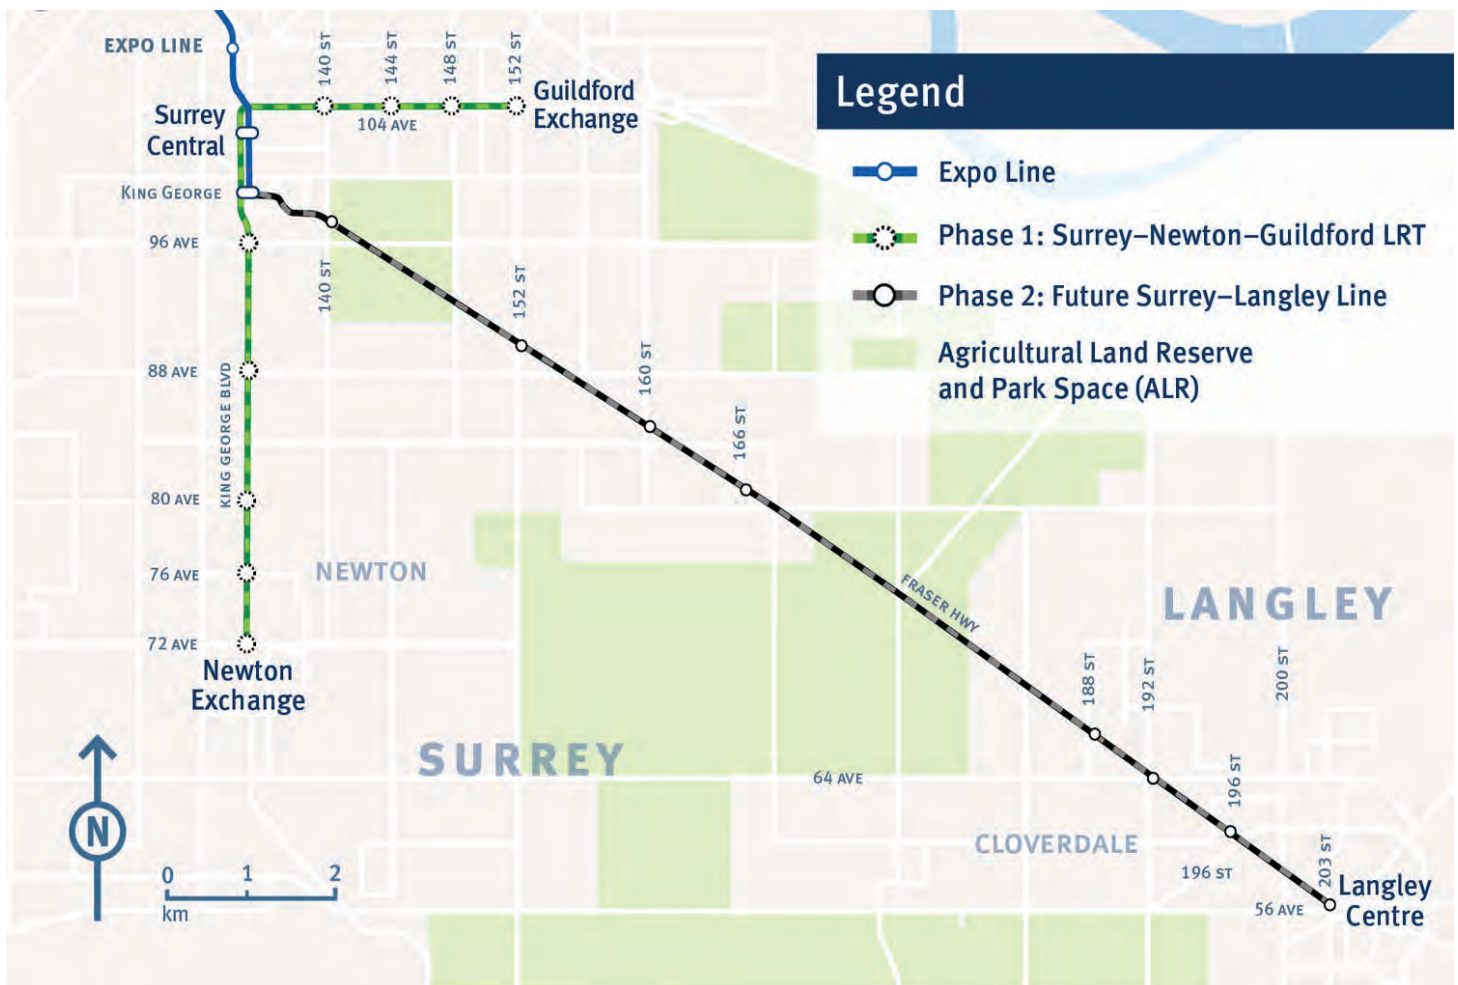 EXPO LINE
140 ST
144 ST
148 ST
152 ST
Guildford
Exchange
104 AVE
Surrey
Central
KING GEORGE
96 AVE
140 ST
152 ST
160 ST
166 ST
88 AVE
KING GEORGE BLVD
80 AVE
76 AVE
NEWTON
72 AVE
Newton
Exchange
Legend
Expo Line
Phase 1: Surrey–Newton–Guildford LRT
Phase 2: Future Surrey–Langley Line
Agricultural Land Reserve
and Park Space (ALR)
FRASER HWY
LANGLEY
188 ST
192 ST
200 ST
SURREY
64 AVE
196 ST
CLOVERDALE
196 ST
203 ST
Langley
Centre
56 AVE
N
0 1 2
km